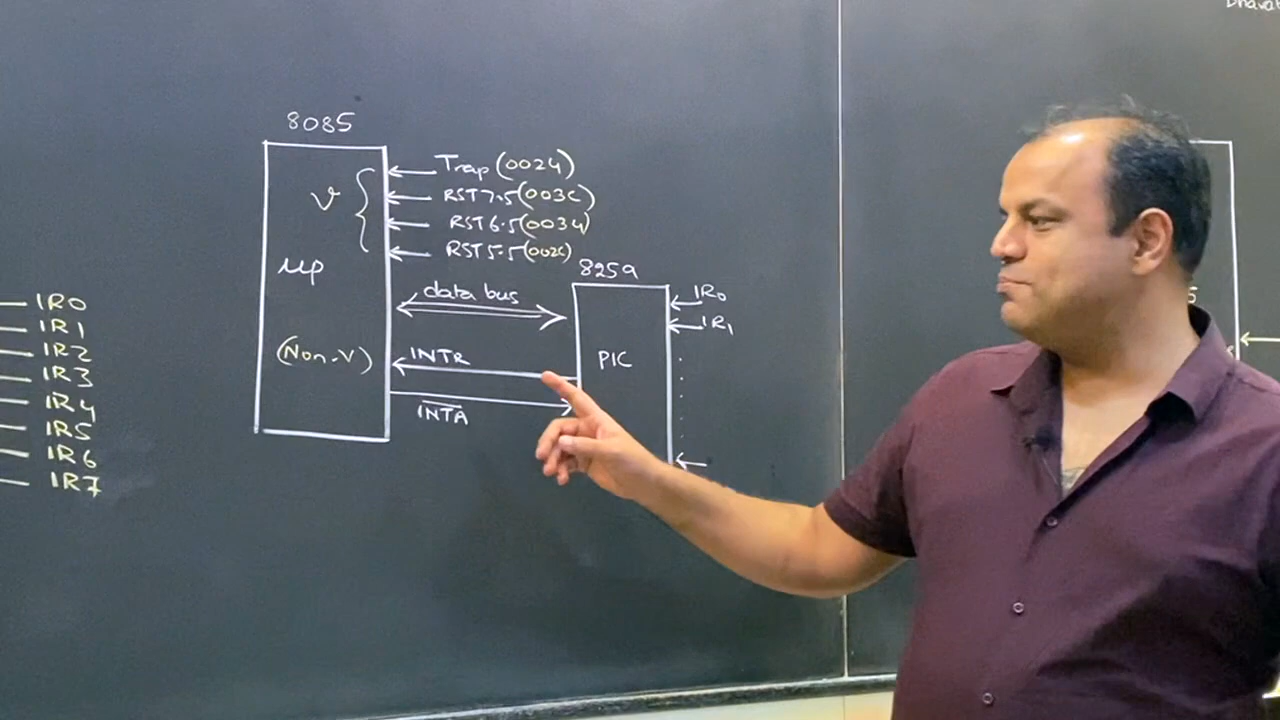 8085
Trap (0024)
RST7.5(003C)
RST6.5(0034)
RST5.5(002C)
V
μp
(Non-V)
data bus
INTR
INTA
8259
PIC
IR0
IR1
IR0
IR1
IR2
IR3
IR4
IR5
IR6
IR7